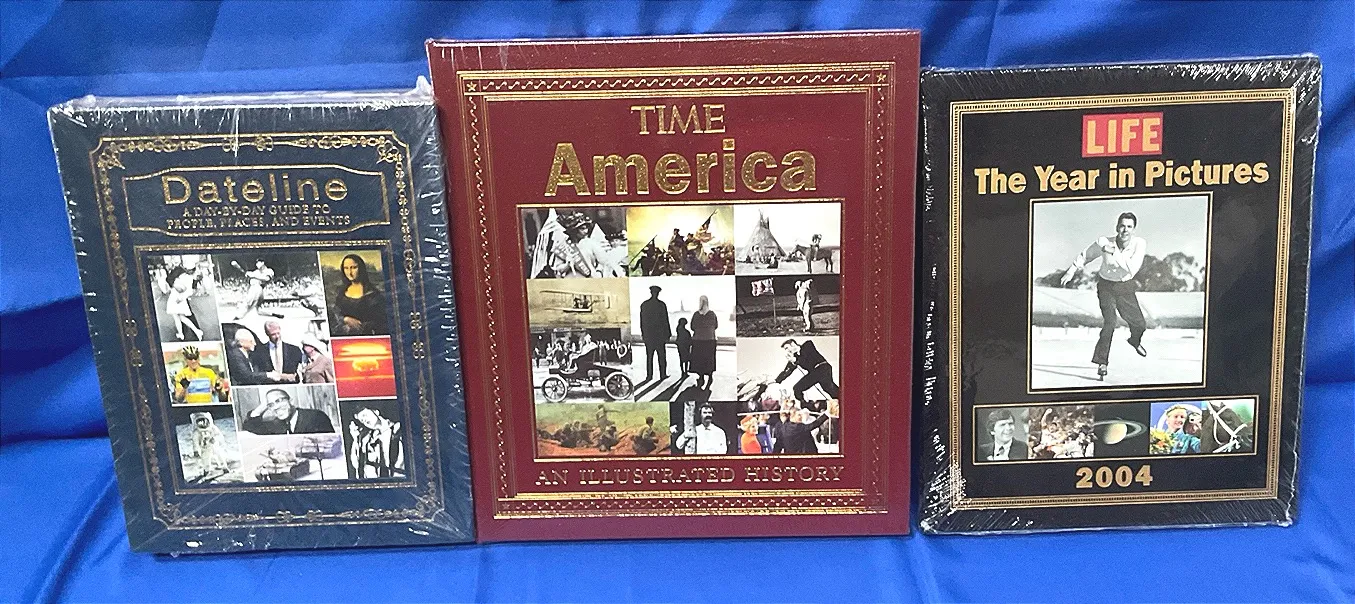 Dateline
A DAY-BY-DAY GUIDE TO
PEOPLE, PLACES, AND EVENTS
TIME
America
AN ILLUSTRATED HISTORY
LIFE
The Year in Pictures
2004